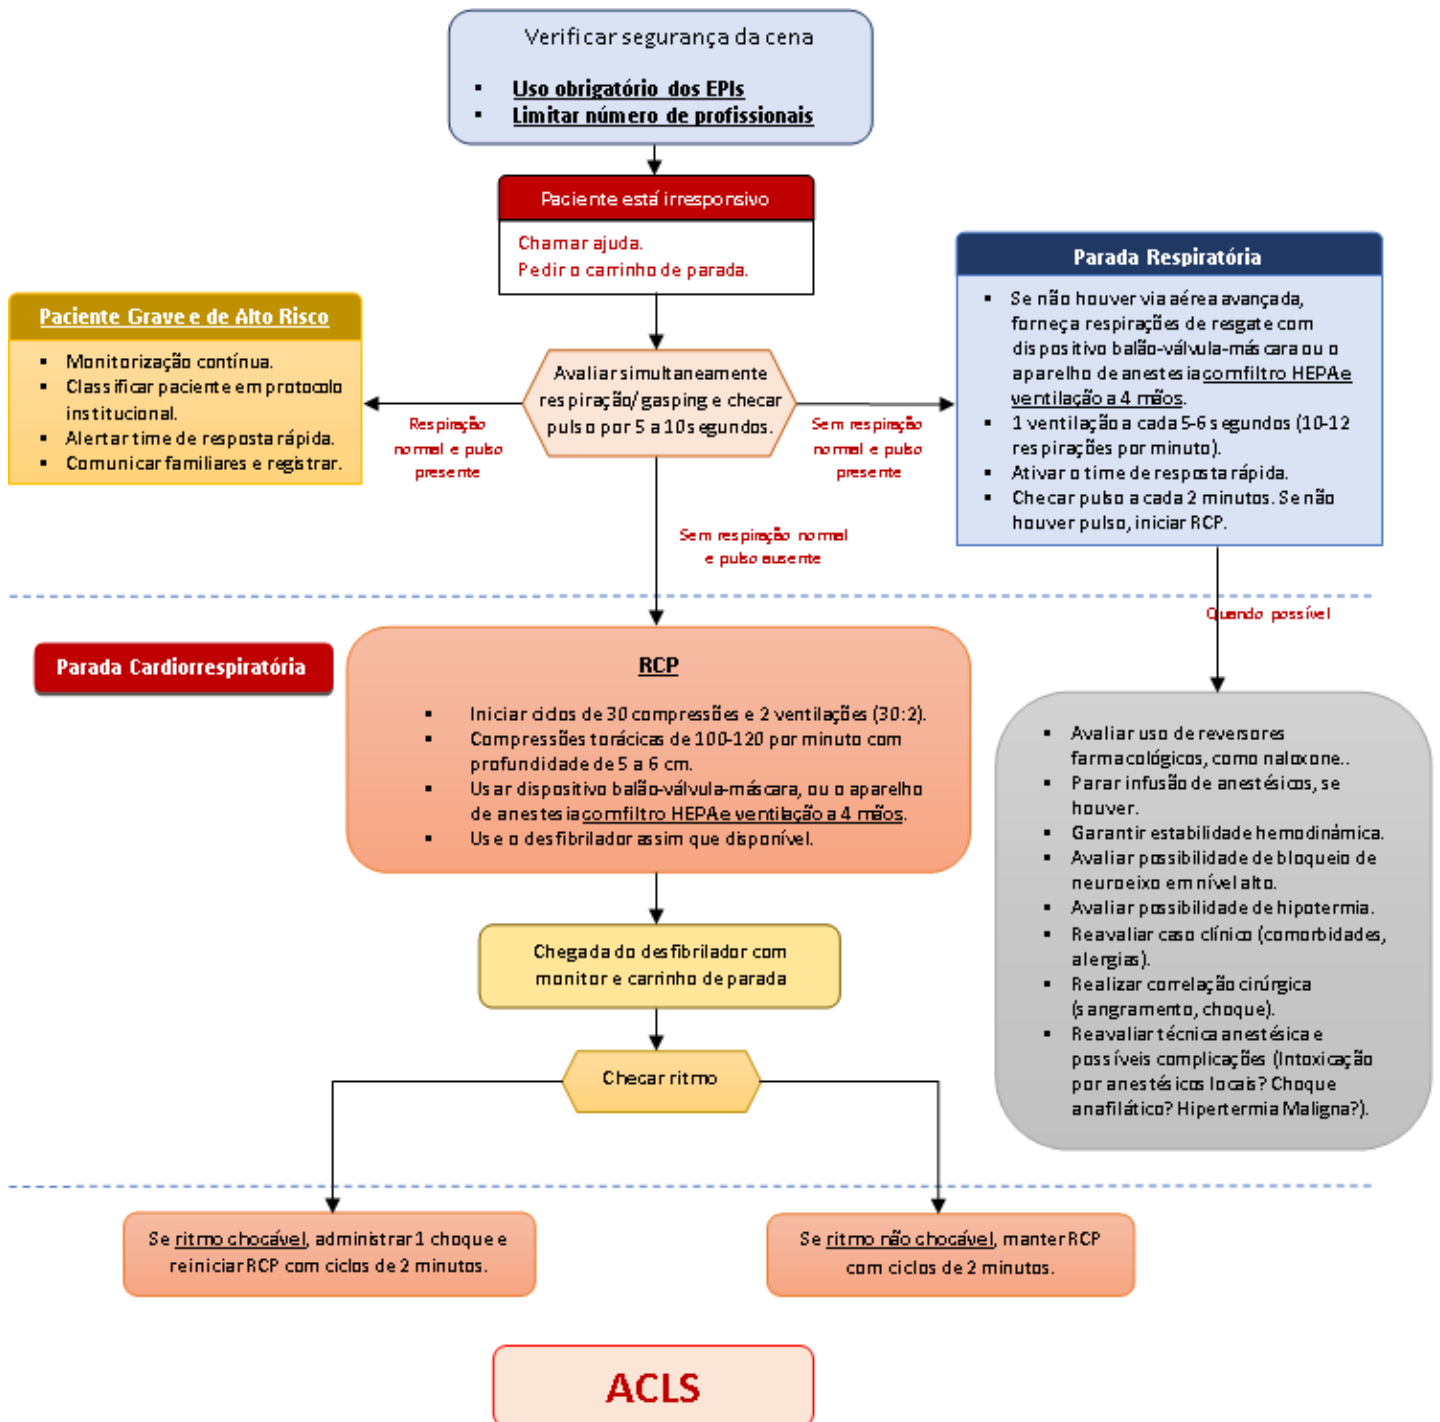 Verificar segurança da cena
▪ Uso obrigatório dos EPIs
▪ Limitar número de profissionais
Paciente está irresponsivo
Chamar ajuda.
Pedir o carrinho de parada.
Paciente Grave e de Alto Risco
▪ Monitorização contínua.
▪ Classificar paciente em protocolo
institucional.
▪ Alertar time de resposta rápida.
▪ Comunicar familiares e registrar.
Respiração
normal e pulso
presente
Avaliar simultaneamente
respiração/gasping e checar
pulso por 5 a 10 segundos.
Sem respiração
normal e pulso
presente
Parada Respiratória
▪ Se não houver via aérea avançada,
forneça respirações de resgate com
dispositivo balão-válvula-máscara ou o
aparelho de anestesia com filtro HEPA e
ventilação a 4 mãos.
▪ 1 ventilação a cada 5-6 segundos (10-12
respirações por minuto).
▪ Ativar o time de resposta rápida.
▪ Checar pulso a cada 2 minutos. Se não
houver pulso, iniciar RCP.
Sem respiração normal
e pulso ausente
Quando possível
Parada Cardiorrespiratória
RCP
▪ Iniciar ciclos de 30 compressões e 2 ventilações (30:2).
▪ Compressões torácicas de 100-120 por minuto com
profundidade de 5 a 6 cm.
▪ Usar dispositivo balão-válvula-máscara, ou o aparelho
de anestesia com filtro HEPA e ventilação a 4 mãos.
▪ Use o desfibrilador assim que disponível.
▪ Avaliar uso de reversores
farmacológicos, como naloxone..
▪ Parar infusão de anestésicos, se
houver.
▪ Garantir estabilidade hemodinâmica.
▪ Avaliar possibilidade de bloqueio de
neuroeixo em nível alto.
▪ Avaliar possibilidade de hipotermia.
▪ Reavaliar caso clínico (comorbidades,
alergias).
▪ Realizar correlação cirúrgica
(sangramento, choque).
▪ Reavaliar técnica anestésica e
possíveis complicações (Intoxicação
por anestésicos locais? Choque
anafilático? Hipertermia Maligna?).
Chegada do desfibrilador com
monitor e carrinho de parada
Checar ritmo
Se ritmo chocável, administrar 1 choque e
reiniciar RCP com ciclos de 2 minutos.
Se ritmo não chocável, manter RCP
com ciclos de 2 minutos.
ACLS